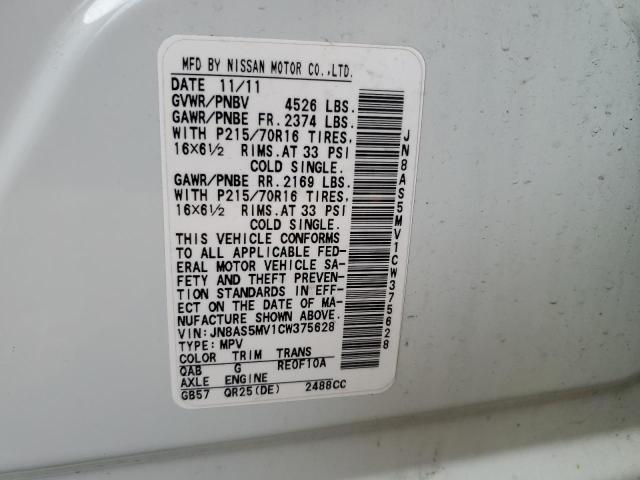 MFD BY NISSAN MOTOR CO.,LTD.
DATE 11/11
GVWR/PNBV 4526 LBS.
GAWR/PNBE FR.2374 LBS.
WITH P215/70R16 TIRES,
16X6½ RIMS.AT 33 PSI
COLD SINGLE.
GAWR/PNBE RR.2169 LBS.
WITH P215/70R16 TIRES,
16X6½ RIMS.AT 33 PSI
COLD SINGLE.
THIS VEHICLE CONFORMS
TO ALL APPLICABLE FED-
ERAL MOTOR VEHICLE SA-
FETY AND THEFT PREVEN-
TION STANDARDS IN EFF-
ECT ON THE DATE OF MA-
NUFACTURE SHOWN ABOVE.
VIN:JN8AS5MV1CW375628
TYPE:MPV
COLOR TRIM TRANS
QAB G RE0F10A
AXLE ENGINE
GB57 QR25(DE) 2488CC
JN8AS5MV1CW375628